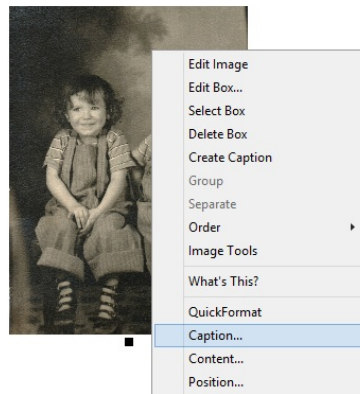 Edit Image
Edit Box...
Select Box
Delete Box
Create Caption
Group
Separate
Order
Image Tools
What's This?
QuickFormat
Caption...
Content...
Position...